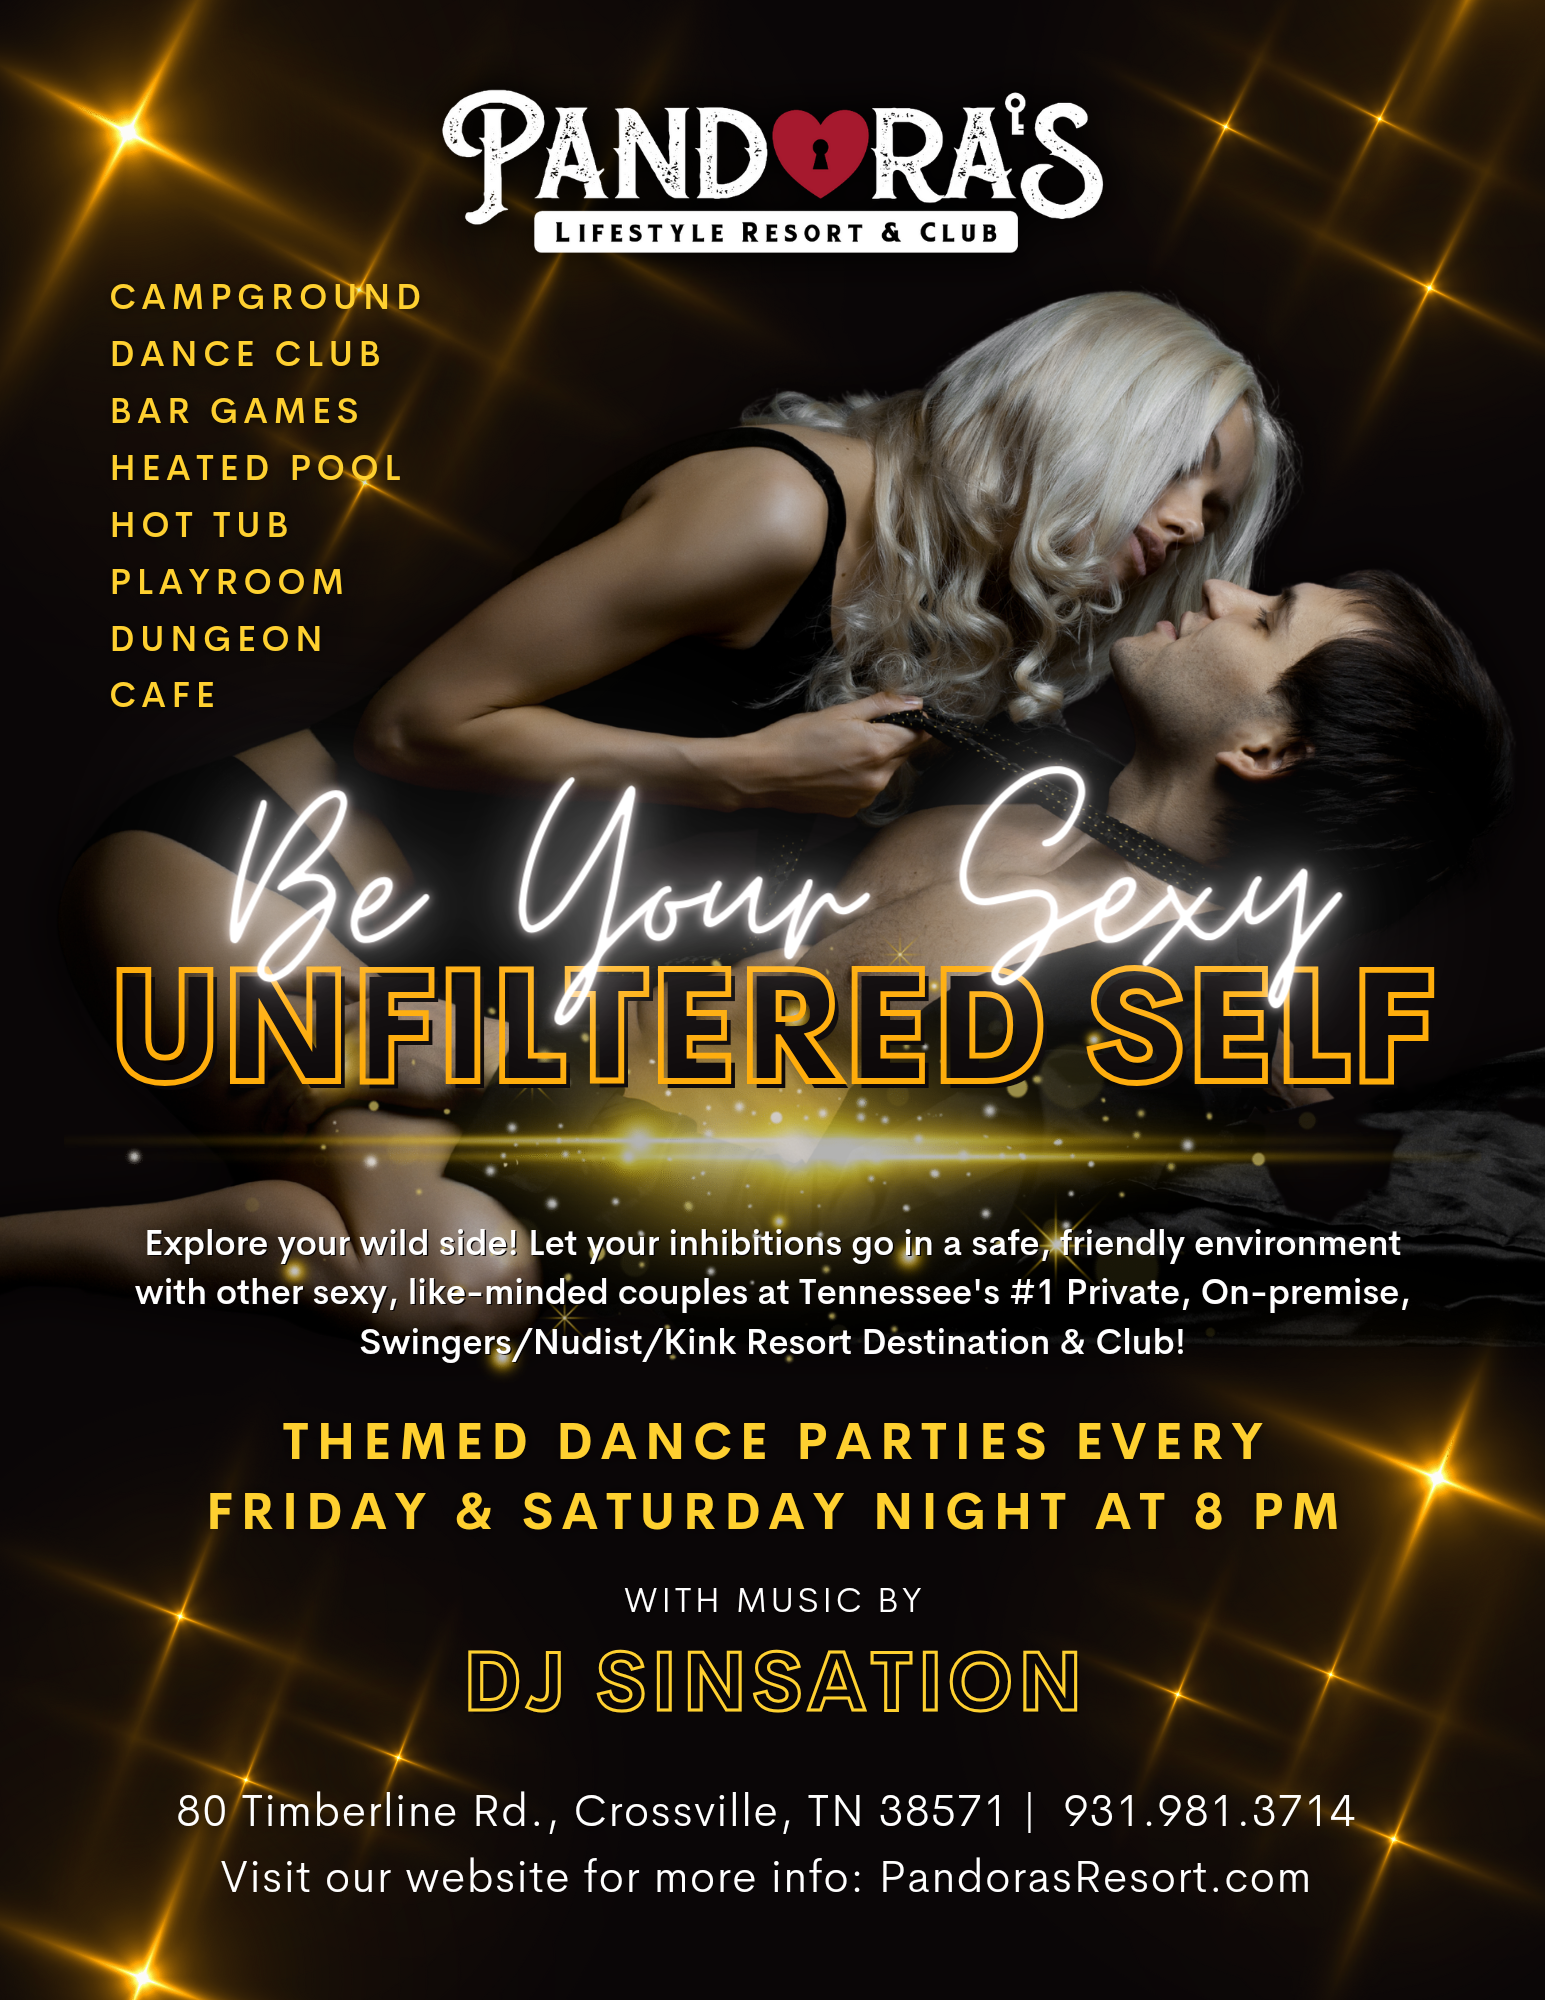 PANDORA'S
LIFESTYLE RESORT & CLUB
CAMPGROUND
DANCE CLUB
BAR GAMES
HEATED POOL
HOT TUB
PLAYROOM
DUNGEON
CAFE
Be Your Sexy
UNFILTERED SELF
Explore your wild side! Let your inhibitions go in a safe, friendly environment
with other sexy, like-minded couples at Tennessee's #1 Private, On-premise,
Swingers/Nudist/Kink Resort Destination & Club!
THEMED DANCE PARTIES EVERY
FRIDAY & SATURDAY NIGHT AT 8 PM
WITH MUSIC BY
DJ SINSATION
80 Timberline Rd., Crossville, TN 38571 | 931.981.3714
Visit our website for more info: PandorasResort.com